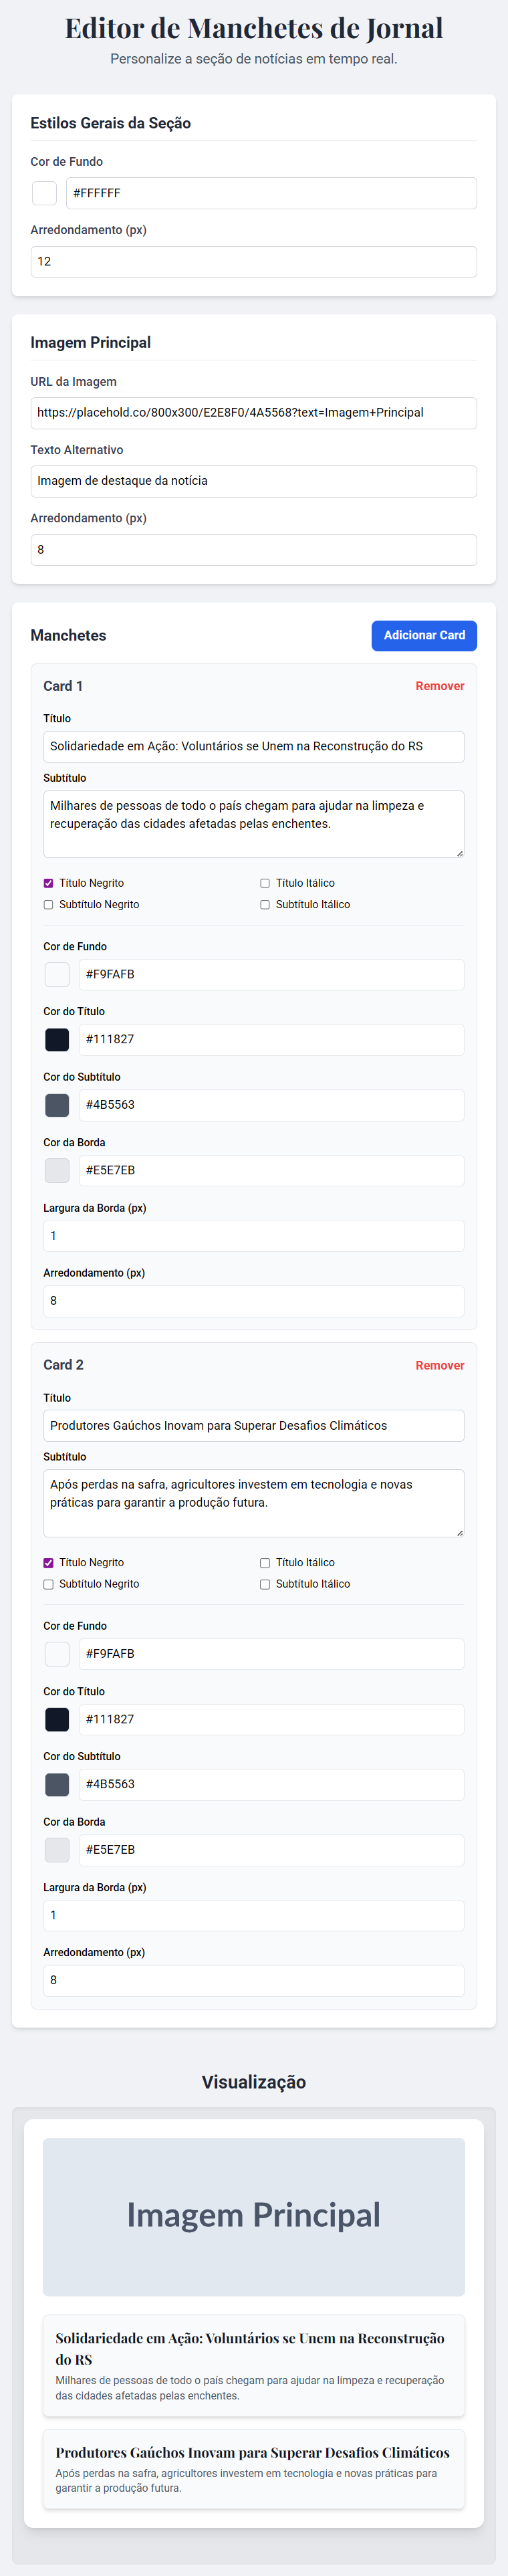 Editor de Manchetes de Jornal
Personalize a seção de notícias em tempo real.
Estilos Gerais da Seção
Cor de Fundo
#FFFFFF
Arredondamento (px)
12
Imagem Principal
URL da Imagem
https://placehold.co/800x300/E2E8F0/4A5568?text=Imagem+Principal
Texto Alternativo
Imagem de destaque da notícia
Arredondamento (px)
8
Manchetes
Adicionar Card
Card 1
Remover
Título
Solidariedade em Ação: Voluntários se Unem na Reconstrução do RS
Subtítulo
Milhares de pessoas de todo o país chegam para ajudar na limpeza e
recuperação das cidades afetadas pelas enchentes.
Título Negrito
Título Itálico
Subtítulo Negrito
Subtítulo Itálico
Cor de Fundo
#F9FAFB
Cor do Título
#111827
Cor do Subtítulo
#4B5563
Cor da Borda
#E5E7EB
Largura da Borda (px)
1
Arredondamento (px)
8
Card 2
Remover
Título
Produtores Gaúchos Inovam para Superar Desafios Climáticos
Subtítulo
Após perdas na safra, agricultores investem em tecnologia e novas
práticas para garantir a produção futura.
Título Negrito
Título Itálico
Subtítulo Negrito
Subtítulo Itálico
Cor de Fundo
#F9FAFB
Cor do Título
#111827
Cor do Subtítulo
#4B5563
Cor da Borda
#E5E7EB
Largura da Borda (px)
1
Arredondamento (px)
8
Visualização
Imagem Principal
Solidariedade em Ação: Voluntários se Unem na Reconstrução
do RS
Milhares de pessoas de todo o país chegam para ajudar na limpeza e recuperação
das cidades afetadas pelas enchentes.
Produtores Gaúchos Inovam para Superar Desafios Climáticos
Após perdas na safra, agricultores investem em tecnologia e novas práticas para
garantir a produção futura.